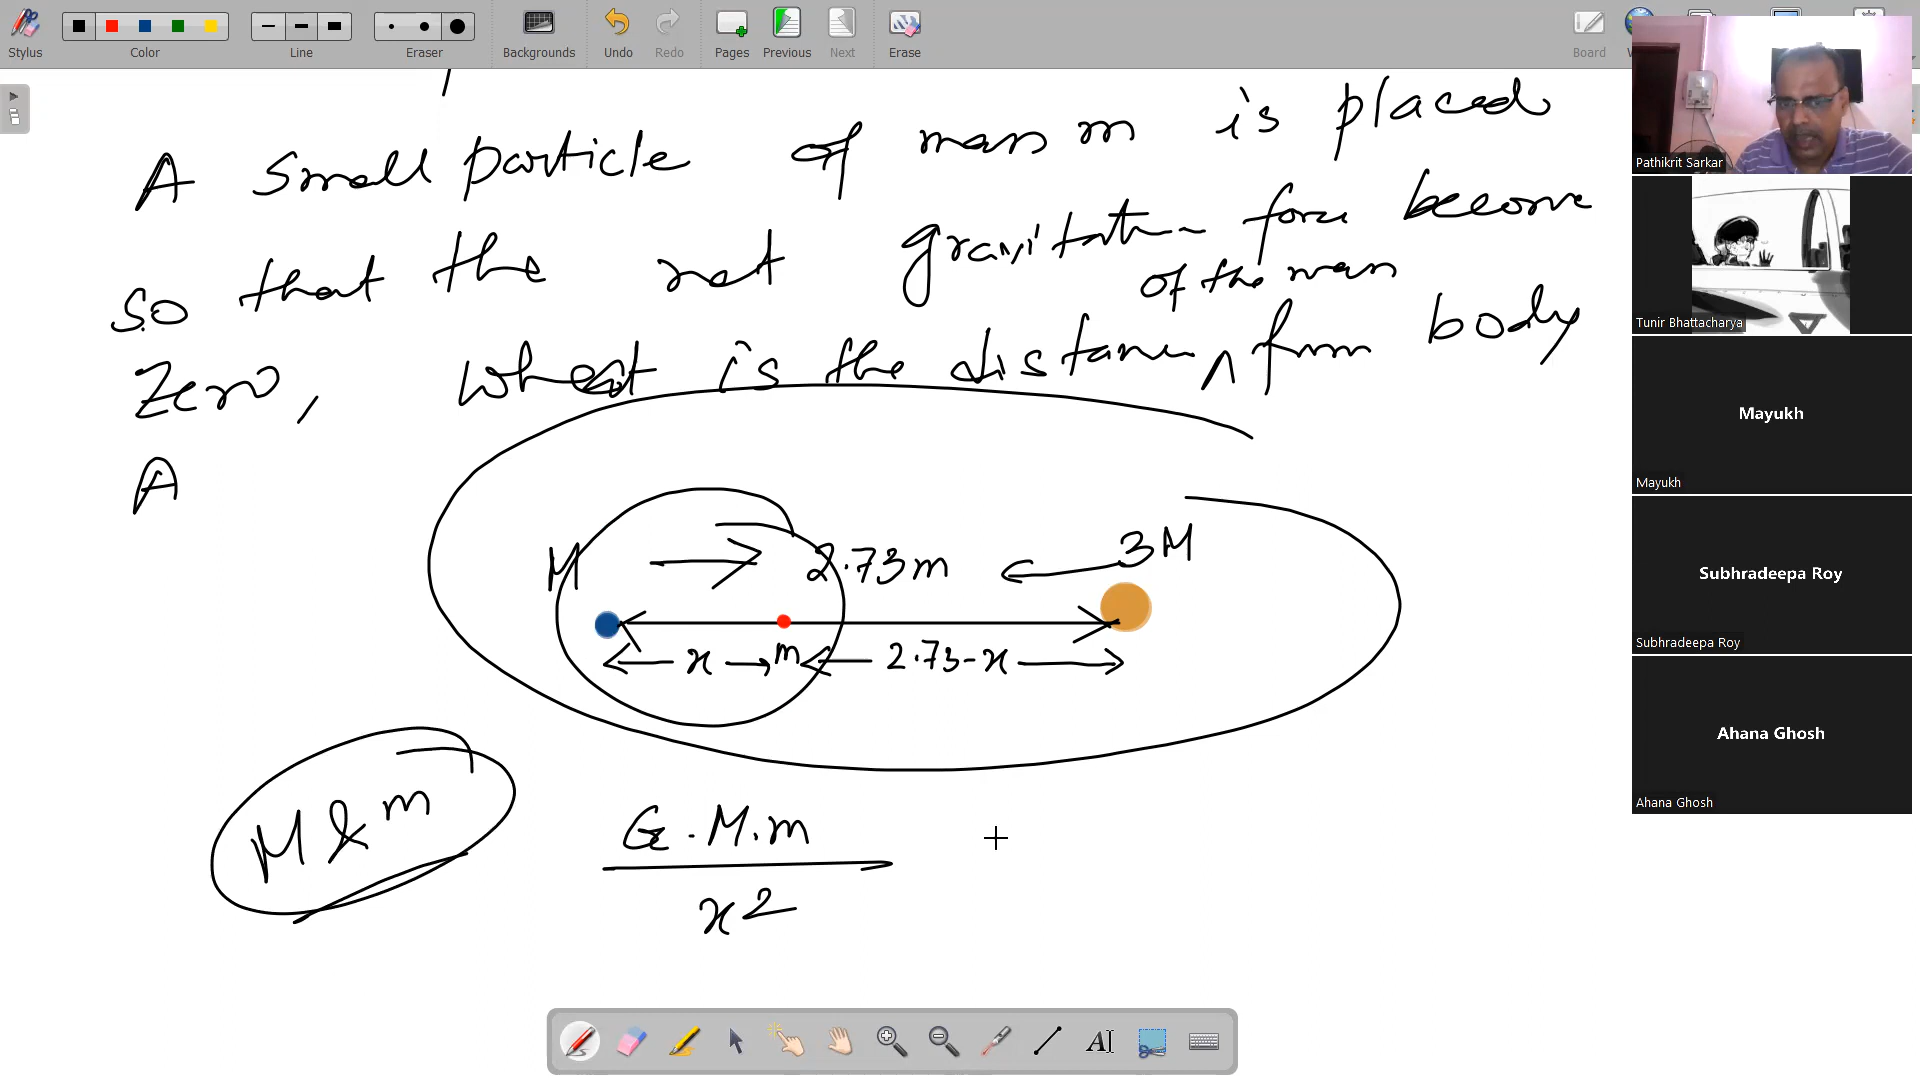 Stylus
Color
Line
Eraser
Backgrounds
Undo
Redo
Pages
Previous
Next
Erase
Board
A small particle of mass m is placed
so that the net gravitation force become
of the mass
Zero, what is the distance ∧ from body
A
M → 2.73m ← 3M
x m 2.73-x
M & m
G.M.m
x2
Pathikrit Sarkar
Tunir Bhattacharya
Mayukh
Mayukh
Subhradeepa Roy
Subhradeepa Roy
Ahana Ghosh
Ahana Ghosh